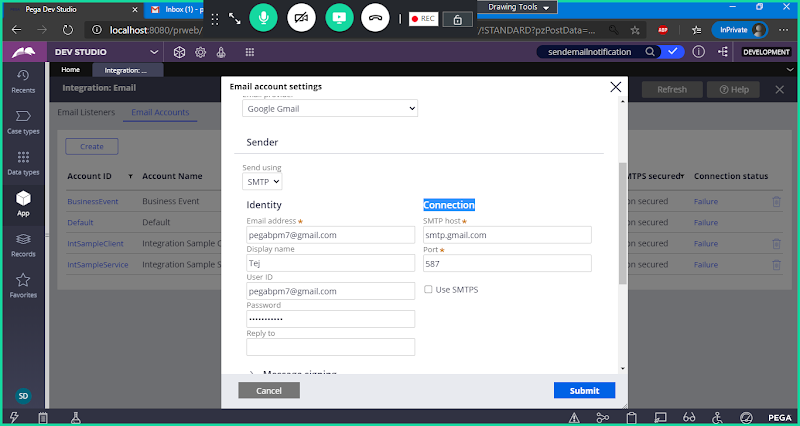 Pega Dev Studio
Inbox (1) - p
REC
Drawing Tools
localhost:8080/prweb/
/!STANDARD?pzPostData=...
ABP
InPrivate
DEV STUDIO
sendemailnotification
DEVELOPMENT
Home
Integration: ...
Recents
Case types
Data types
App
Records
Favorites
SD
Integration: Email
Refresh
Help
Email Listeners
Email Accounts
Create
Account ID
Account Name
MTPS secured
Connection status
BusinessEvent
Business Event
n secured
Failure
Default
Default
n secured
Failure
IntSampleClient
Integration Sample C
n secured
Failure
IntSampleService
Integration Sample S
n secured
Failure
Email account settings
Email provider
Google Gmail
Sender
Send using
SMTP
Identity
Connection
Email address
SMTP host
pegabpm7@gmail.com
smtp.gmail.com
Display name
Port
Tej
587
User ID
pegabpm7@gmail.com
Use SMTPS
Password
Reply to
Message signing
Cancel
Submit
PEGA